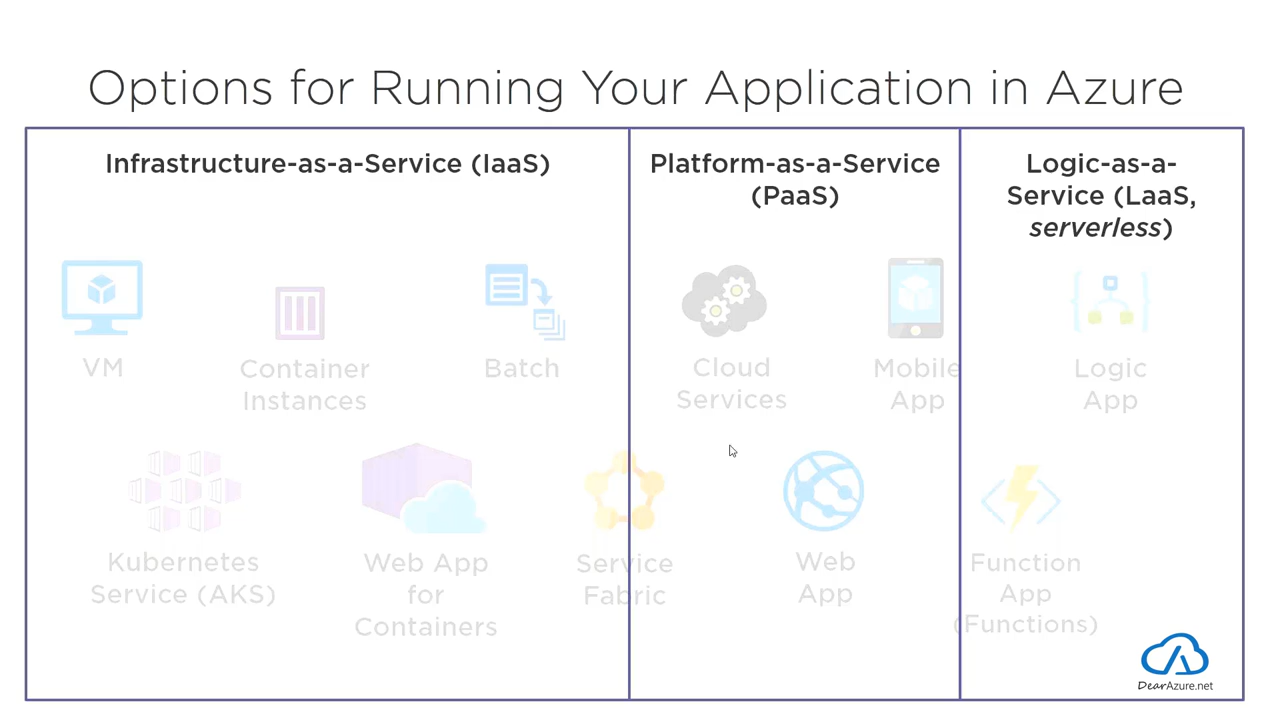 Options for Running Your Application in Azure
Infrastructure-as-a-Service (IaaS)
Platform-as-a-Service
(PaaS)
Logic-as-a-
Service (LaaS,
serverless)
VM
Container
Instances
Batch
Cloud
Services
Mobile
App
Logic
App
Kubernetes
Service (AKS)
Web App
for
Containers
Service
Fabric
Web
App
Function
App
(Functions)
DearAzure.net